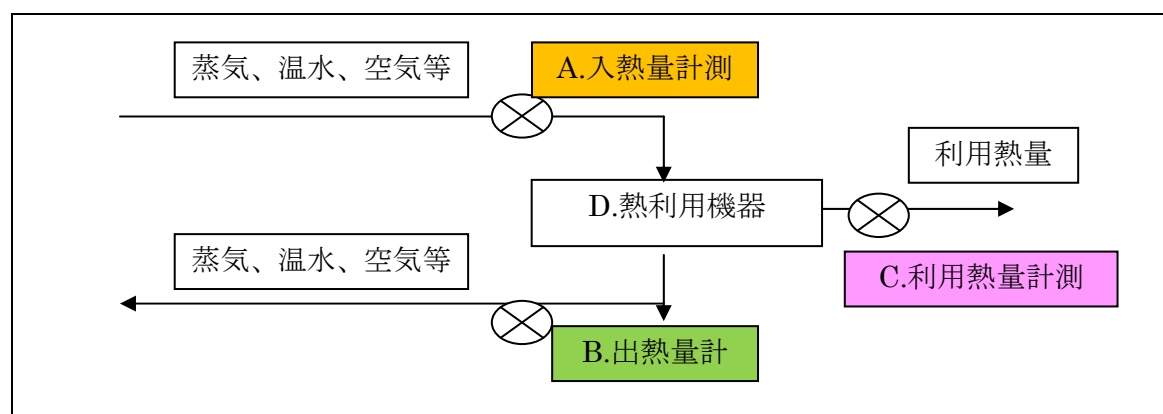 蒸気、温水、空気等
A.入熱量計測
利用熱量
D.熱利用機器
蒸気、温水、空気等
C.利用熱量計測
B.出熱量計